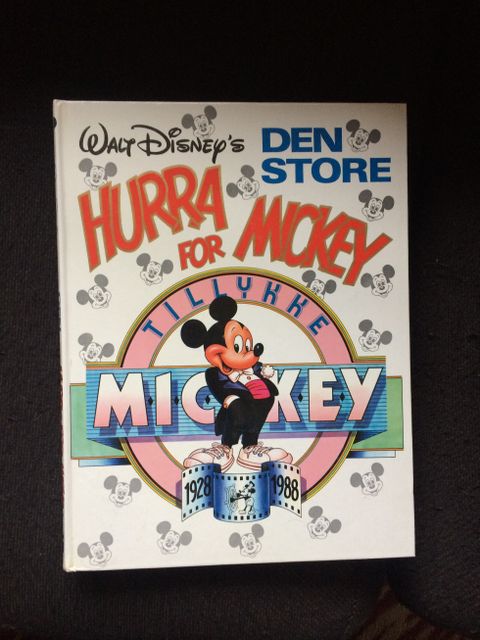 WALT DISNEY'S DEN STORE
HURRA FOR MICKEY
TILLYKKE
MICKEY
1928 1988